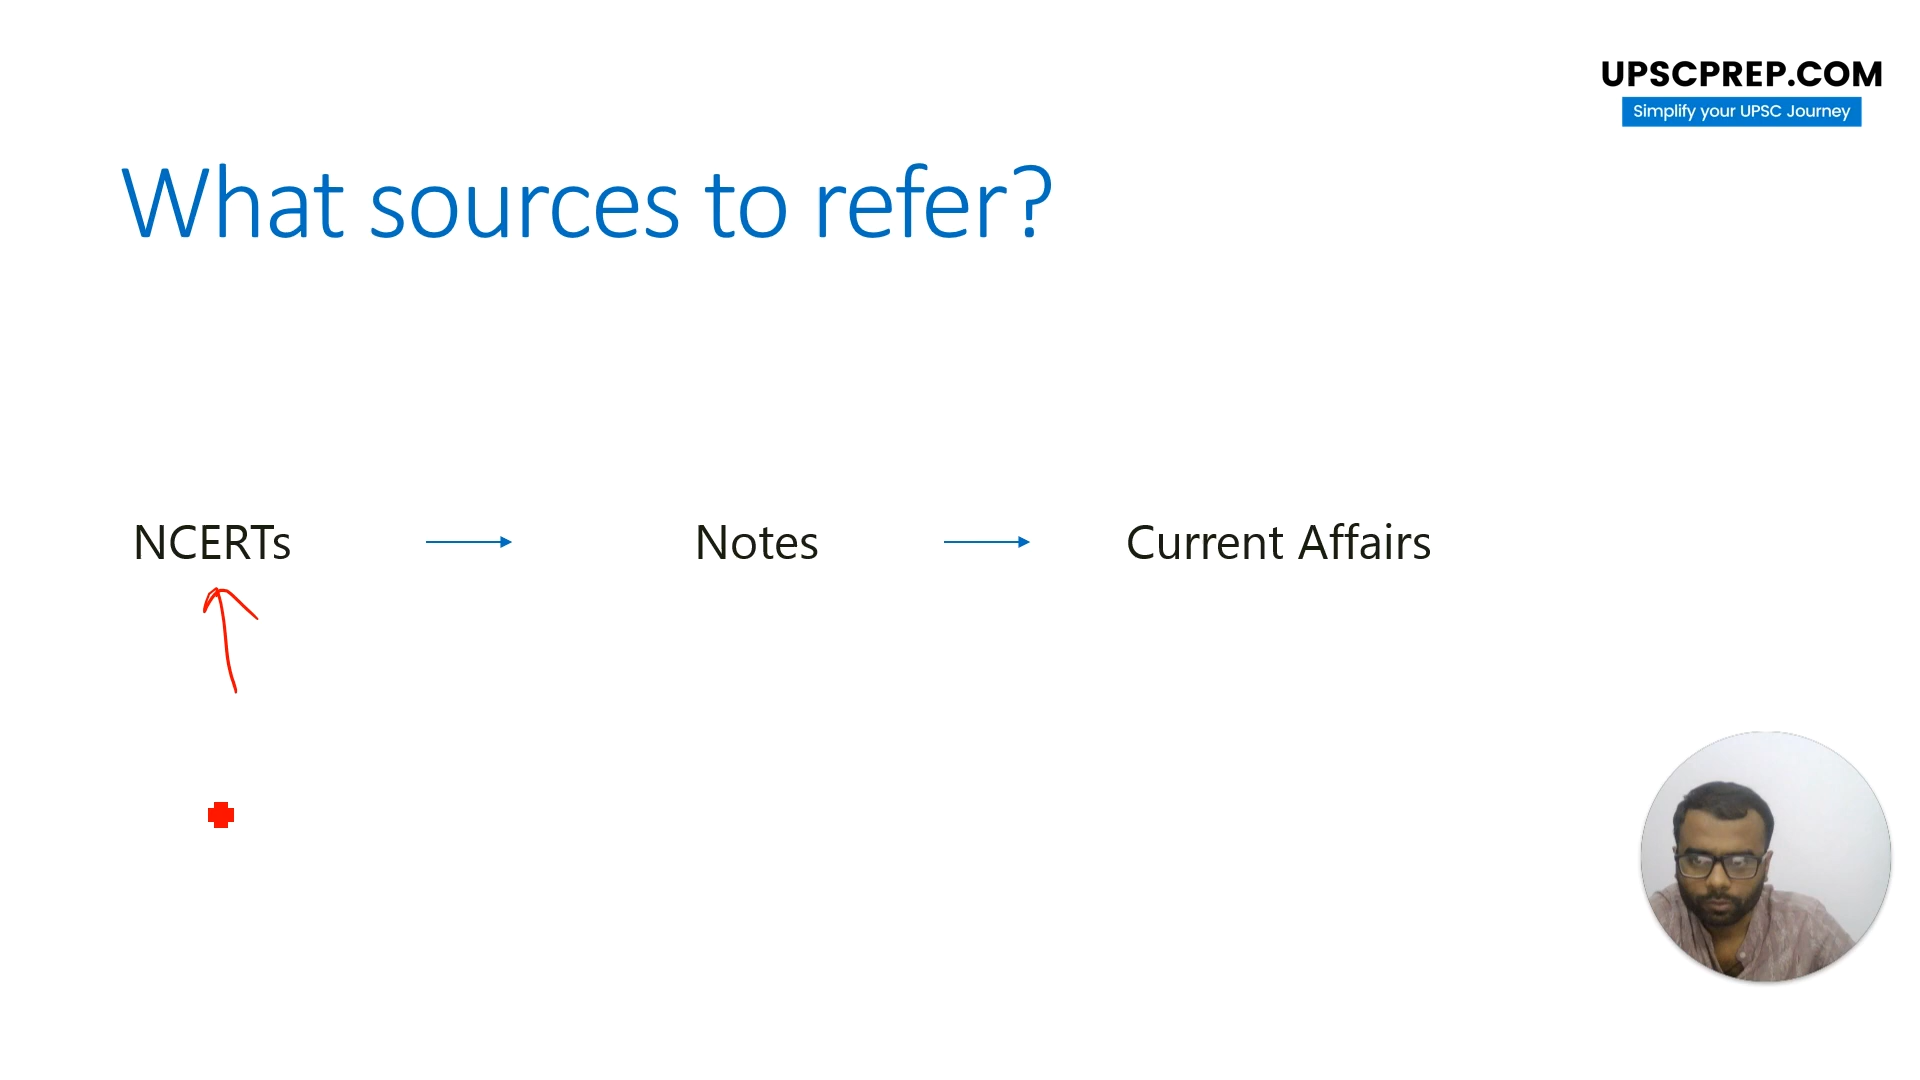 UPSCPREP.COM
Simplify your UPSC Journey
What sources to refer?
NCERTs
Notes
Current Affairs